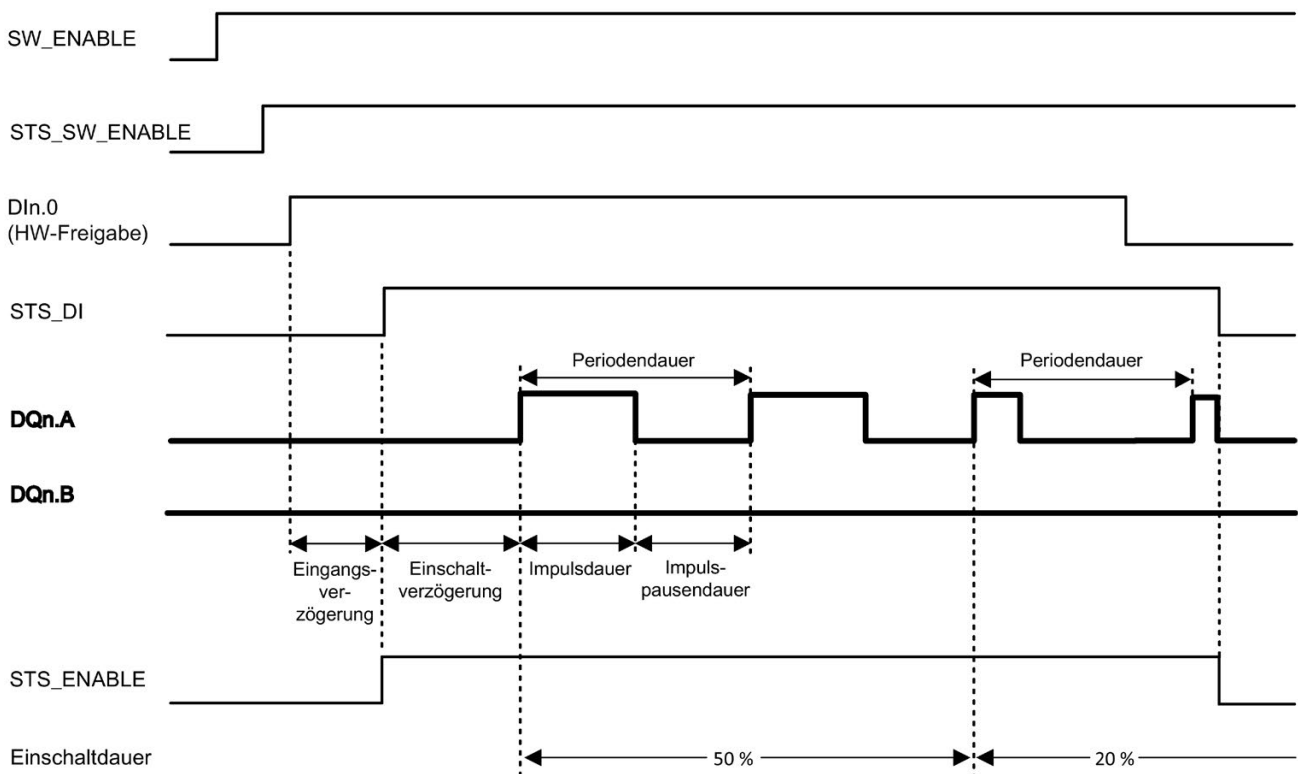 SW_ENABLE
STS_SW_ENABLE
DIn.0
(HW-Freigabe)
STS_DI
Periodendauer
Periodendauer
DQn.A
DQn.B
Eingangs-
ver-
zögerung
Einschalt-
verzögerung
Impulsdauer
Impuls-
pausendauer
STS_ENABLE
Einschaltdauer
50 %
20 %